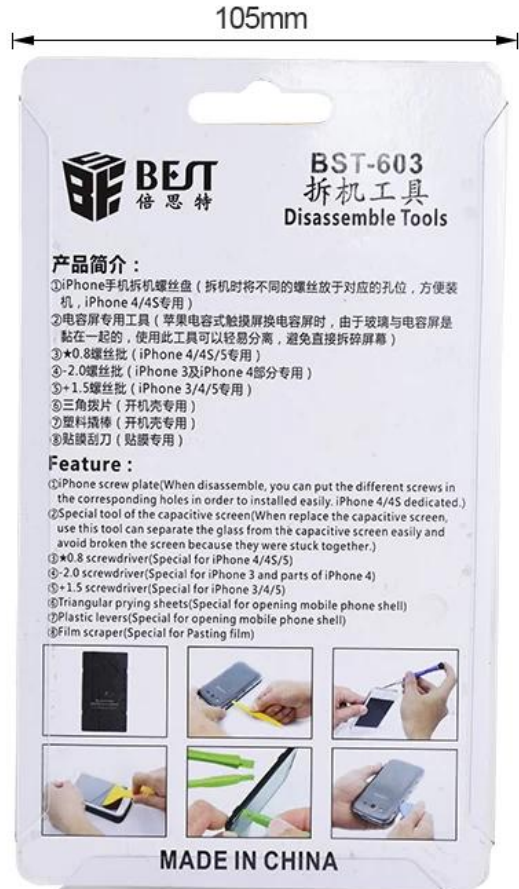 105mm
BEST
倍思特
BST-603
拆机工具
Disassemble Tools
产品简介：
①iPhone手机拆机螺丝盘（拆机时将不同的螺丝放于对应的孔位，方便装
机，iPhone 4/4S专用）
②电容屏专用工具（苹果电容式触摸屏换电容屏时，由于玻璃与电容屏是
黏在一起的，使用此工具可以轻易分离，避免直接拆碎屏幕）
③★0.8螺丝批（iPhone 4/4S/5专用）
④-2.0螺丝批（iPhone 3及iPhone 4部分专用）
⑤+1.5螺丝批（iPhone 3/4/5专用）
⑥三角拨片（开机壳专用）
⑦塑料撬棒（开机壳专用）
⑧贴膜刮刀（贴膜专用）
Feature :
①iPhone screw plate(When disassemble, you can put the different screws in
the corresponding holes in order to installed easily. iPhone 4/4S dedicated.)
②Special tool of the capacitive screen(When replace the capacitive screen,
use this tool can separate the glass from the capacitive screen easily and
avoid broken the screen because they were stuck together.)
③★0.8 screwdriver(Special for iPhone 4/4S/5)
④-2.0 screwdriver(Special for iPhone 3 and parts of iPhone 4)
⑤+1.5 screwdriver(Special for iPhone 3/4/5)
⑥Triangular prying sheets(Special for opening mobile phone shell)
⑦Plastic levers(Special for opening mobile phone shell)
⑧Film scraper(Special for Pasting film)
MADE IN CHINA